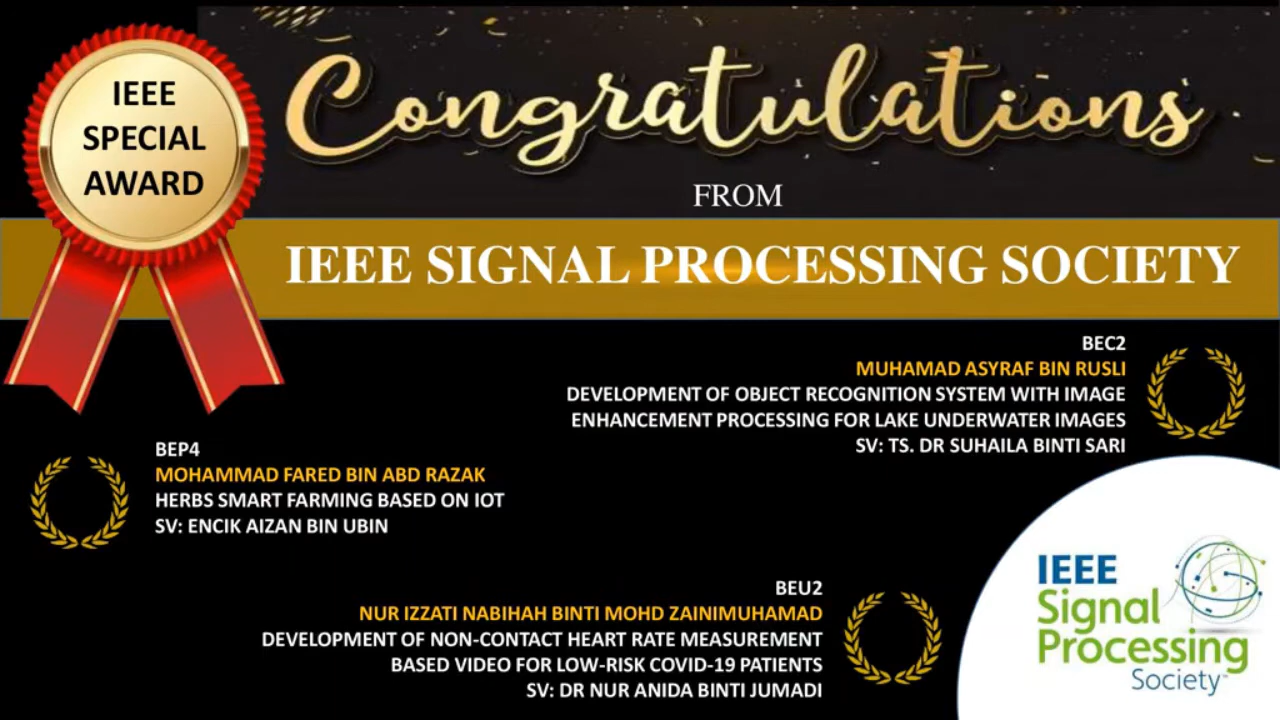 IEEE
SPECIAL
AWARD
Congratulations
FROM
IEEE SIGNAL PROCESSING SOCIETY
BEC2
MUHAMAD ASYRAF BIN RUSLI
DEVELOPMENT OF OBJECT RECOGNITION SYSTEM WITH IMAGE
ENHANCEMENT PROCESSING FOR LAKE UNDERWATER IMAGES
SV: TS. DR SUHAILA BINTI SARI
BEP4
MOHAMMAD FARED BIN ABD RAZAK
HERBS SMART FARMING BASED ON IOT
SV: ENCIK AIZAN BIN UBIN
BEU2
NUR IZZATI NABIHAH BINTI MOHD ZAINIMUHAMAD
DEVELOPMENT OF NON-CONTACT HEART RATE MEASUREMENT
BASED VIDEO FOR LOW-RISK COVID-19 PATIENTS
SV: DR NUR ANIDA BINTI JUMADI
IEEE
Signal
Processing
Society